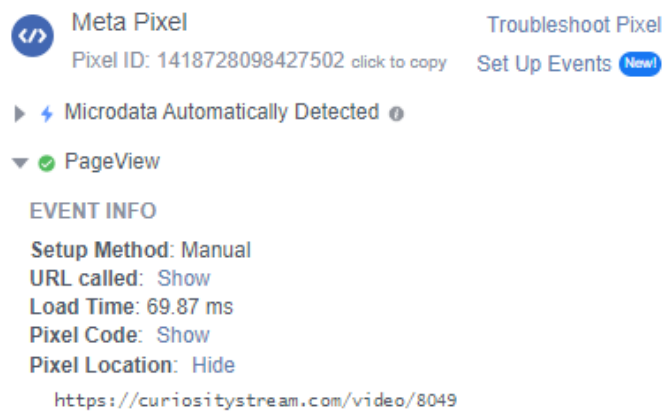 Meta Pixel
Troubleshoot Pixel
Pixel ID: 1418728098427502 click to copy
Set Up Events New!
Microdata Automatically Detected
PageView
EVENT INFO
Setup Method: Manual
URL called: Show
Load Time: 69.87 ms
Pixel Code: Show
Pixel Location: Hide
https://curiositystream.com/video/8049